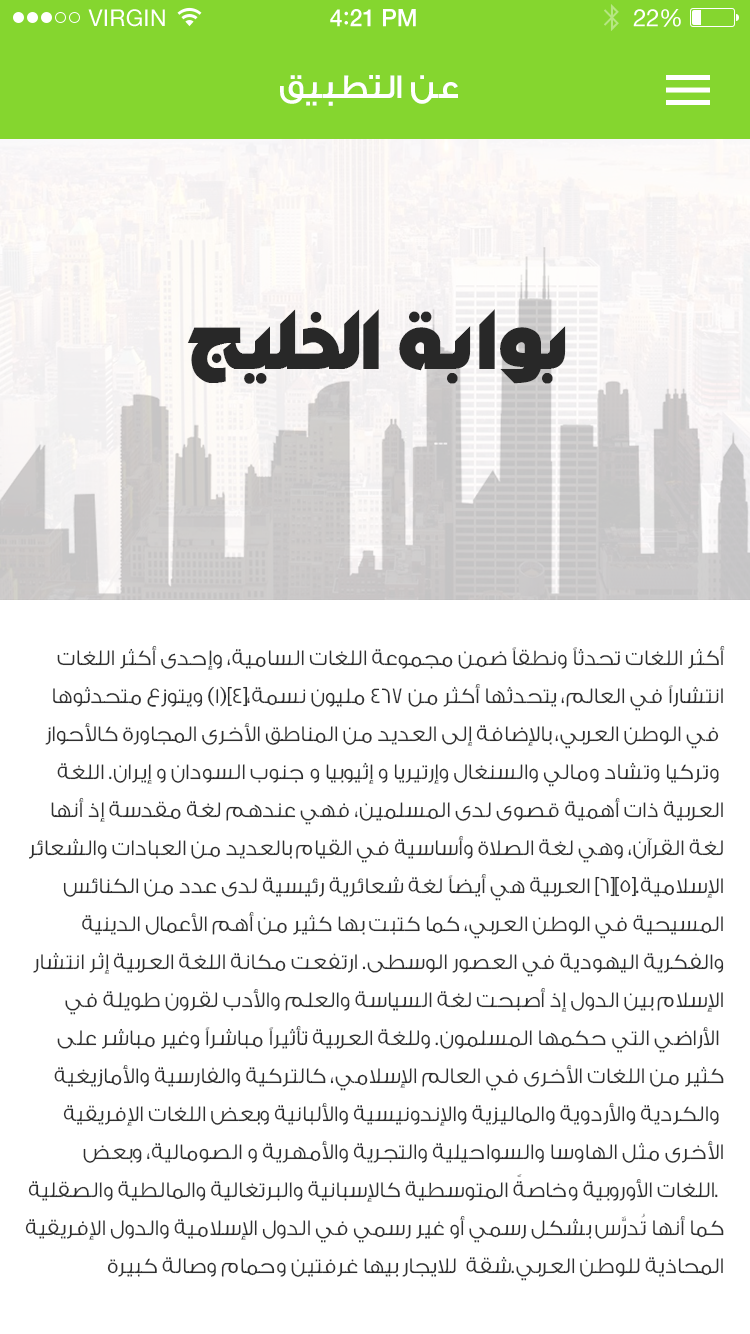 VIRGIN 4:21 PM 22%
عن التطبيق
بوابة الخليج
أكثر اللغات تحدثاً ونطقاً ضمن مجموعة اللغات السامية، وإحدى أكثر اللغات
انتشاراً في العالم، يتحدثها أكثر من ٤٦٧ مليون نسمة،[٤](١) ويتوزع متحدثوها
في الوطن العربي، بالإضافة إلى العديد من المناطق الأخرى المجاورة كالأحواز
وتركيا وتشاد ومالي والسنغال وإرتيريا و إثيوبيا و جنوب السودان و إيران. اللغة
العربية ذات أهمية قصوى لدى المسلمين، فهي عندهم لغة مقدسة إذ أنها
لغة القرآن، وهي لغة الصلاة وأساسية في القيام بالعديد من العبادات والشعائر
الإسلامية.[٥][٦] العربية هي أيضاً لغة شعائرية رئيسية لدى عدد من الكنائس
المسيحية في الوطن العربي، كما كتبت بها كثير من أهم الأعمال الدينية
والفكرية اليهودية في العصور الوسطى. ارتفعت مكانة اللغة العربية إثر انتشار
الإسلام بين الدول إذ أصبحت لغة السياسة والعلم والأدب لقرون طويلة في
الأراضي التي حكمها المسلمون. وللغة العربية تأثيراً مباشراً وغير مباشر على
كثير من اللغات الأخرى في العالم الإسلامي، كالتركية والفارسية والأمازيغية
والكردية والأردوية والماليزية والإندونيسية والألبانية وبعض اللغات الإفريقية
الأخرى مثل الهاوسا والسواحيلية والتجرية والأمهرية و الصومالية، وبعض
.اللغات الأوروبية وخاصةً المتوسطية كالإسبانية والبرتغالية والمالطية والصقلية
كما أنها تُدرَّس بشكل رسمي أو غير رسمي في الدول الإسلامية والدول الإفريقية
المحاذية للوطن العربي.شقة للايجار بيها غرفتين وحمام وصالة كبيرة